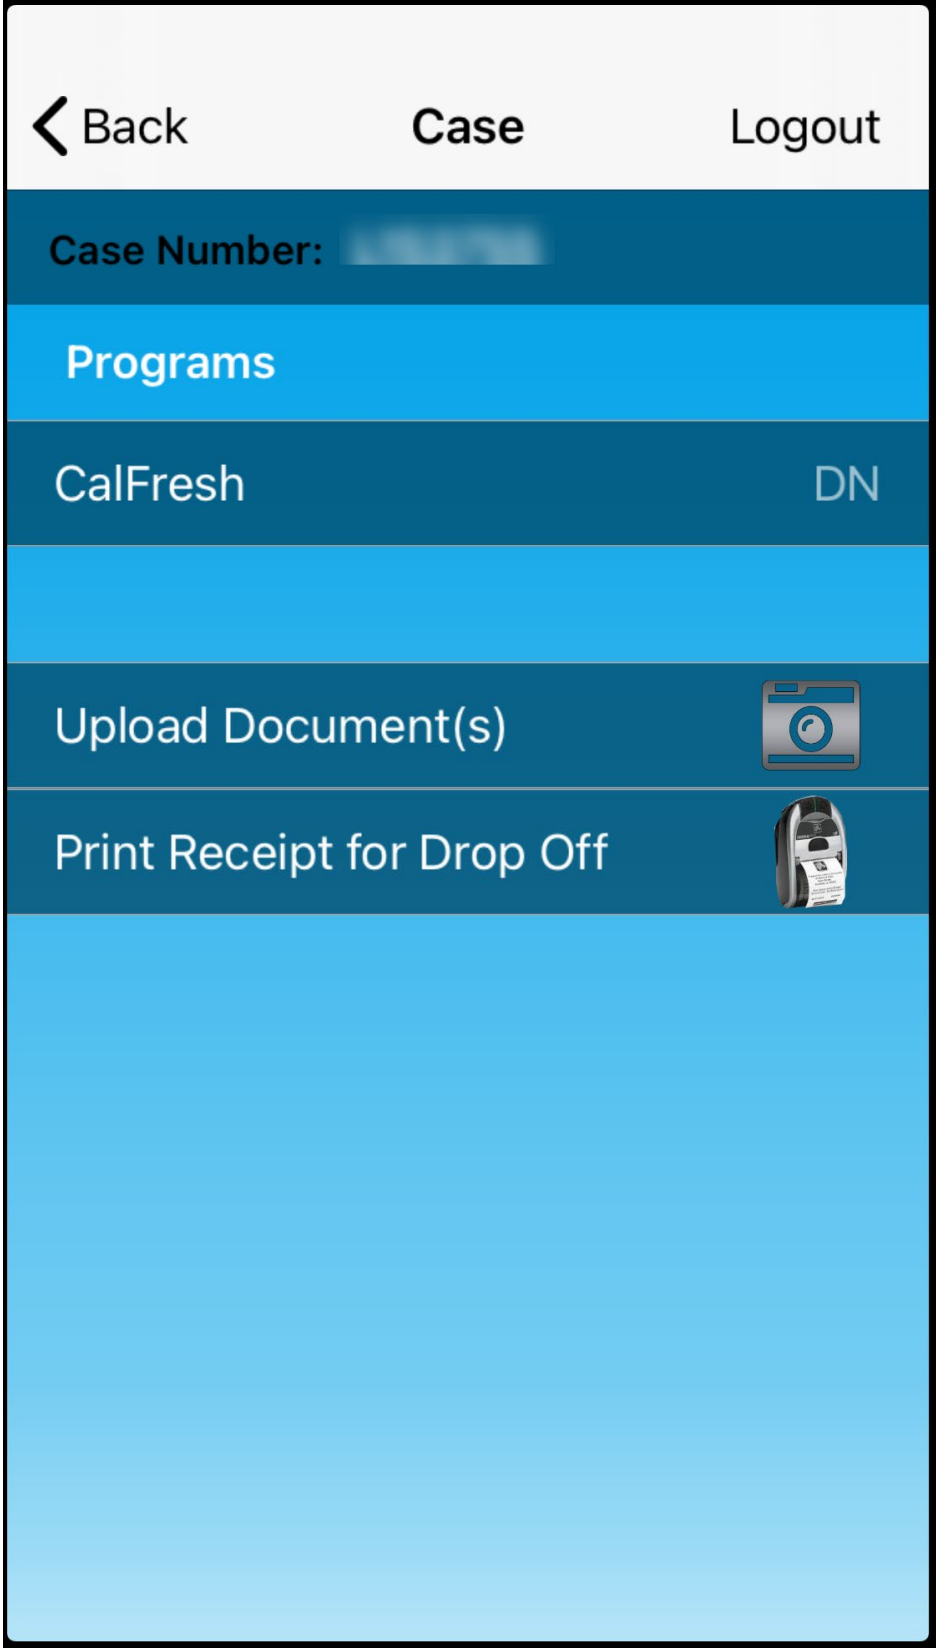 Back Case Logout
Case Number:
Programs
CalFresh DN
Upload Document(s)
Print Receipt for Drop Off